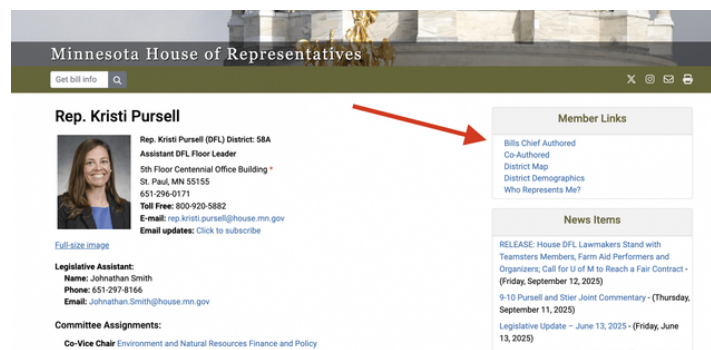 Minnesota House of Representatives
Get bill info
Rep. Kristi Pursell
Rep. Kristi Pursell (DFL) District: 58A
Assistant DFL Floor Leader
5th Floor Centennial Office Building *
St. Paul, MN 55155
651-296-0171
Toll Free: 800-920-5882
E-mail: rep.kristi.pursell@house.mn.gov
Email updates: Click to subscribe
Full-size image
Legislative Assistant:
Name: Johnathan Smith
Phone: 651-297-8166
Email: Johnathan.Smith@house.mn.gov
Committee Assignments:
Co-Vice Chair Environment and Natural Resources Finance and Policy
Member Links
Bills Chief Authored
Co-Authored
District Map
District Demographics
Who Represents Me?
News Items
RELEASE: House DFL Lawmakers Stand with
Teamsters Members, Farm Aid Performers and
Organizers; Call for U of M to Reach a Fair Contract -
(Friday, September 12, 2025)
9-10 Pursell and Stier Joint Commentary - (Thursday,
September 11, 2025)
Legislative Update – June 13, 2025 - (Friday, June
13, 2025)